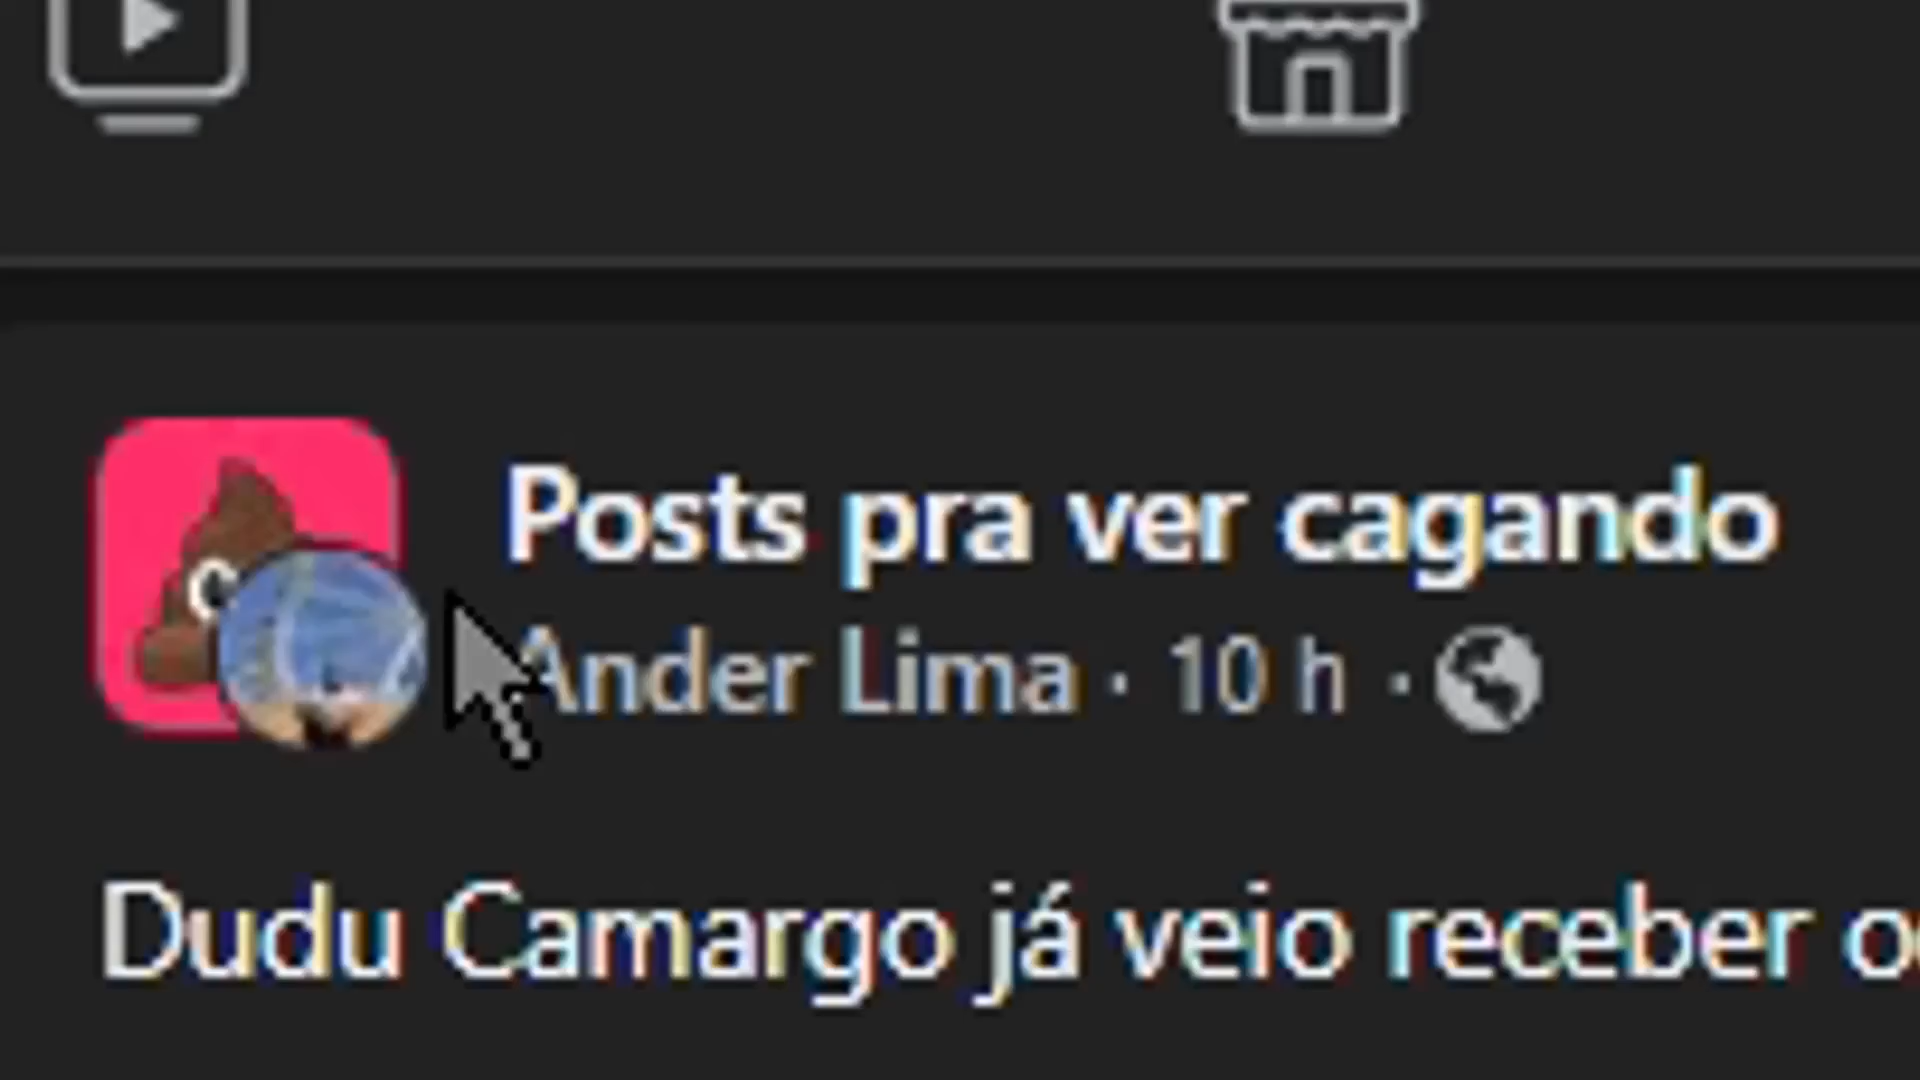 Posts pra ver cagando
Ander Lima · 10 h ·
Dudu Camargo já veio receber